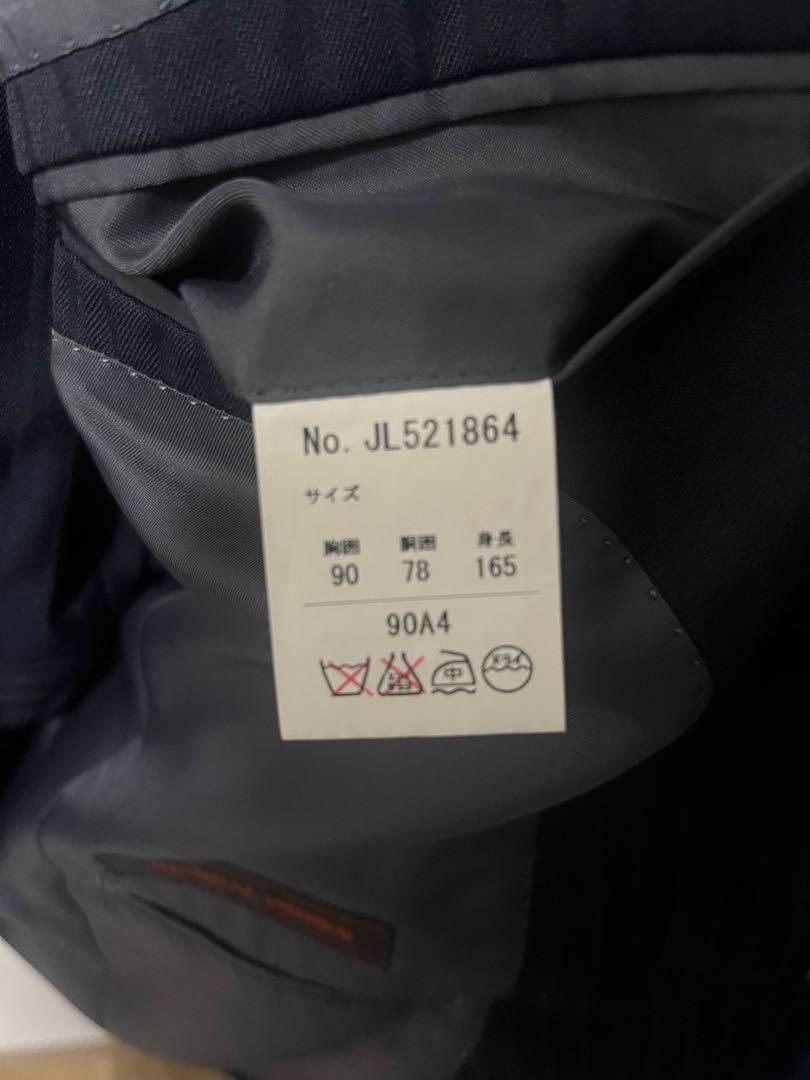 No. JL521864
サイズ
胸囲 胴囲 身長
90 78 165
90A4
中 ドライ